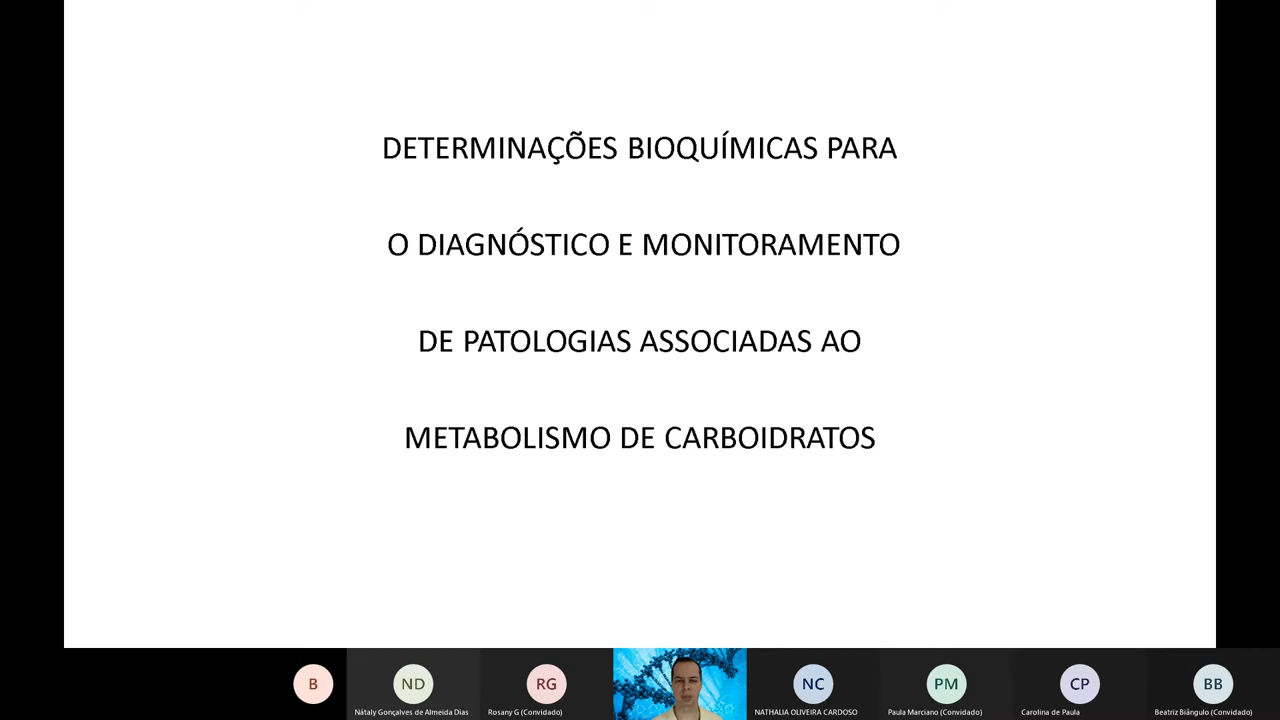 DETERMINAÇÕES BIOQUÍMICAS PARA
O DIAGNÓSTICO E MONITORAMENTO
DE PATOLOGIAS ASSOCIADAS AO
METABOLISMO DE CARBOIDRATOS
B
ND
RG
NC
PM
CP
BB
Nátaly Gonçalves de Almeida Dias
Rosany G (Convidado)
NATHALIA OLIVEIRA CARDOSO
Paula Marciano (Convidado)
Carolina de Paula
Beatriz Biângulo (Convidado)